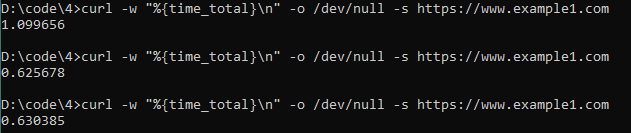 D:\code\4>curl -w "%{time_total}\n" -o /dev/null -s https://www.example1.com
1.099656
D:\code\4>curl -w "%{time_total}\n" -o /dev/null -s https://www.example1.com
0.625678
D:\code\4>curl -w "%{time_total}\n" -o /dev/null -s https://www.example1.com
0.630385